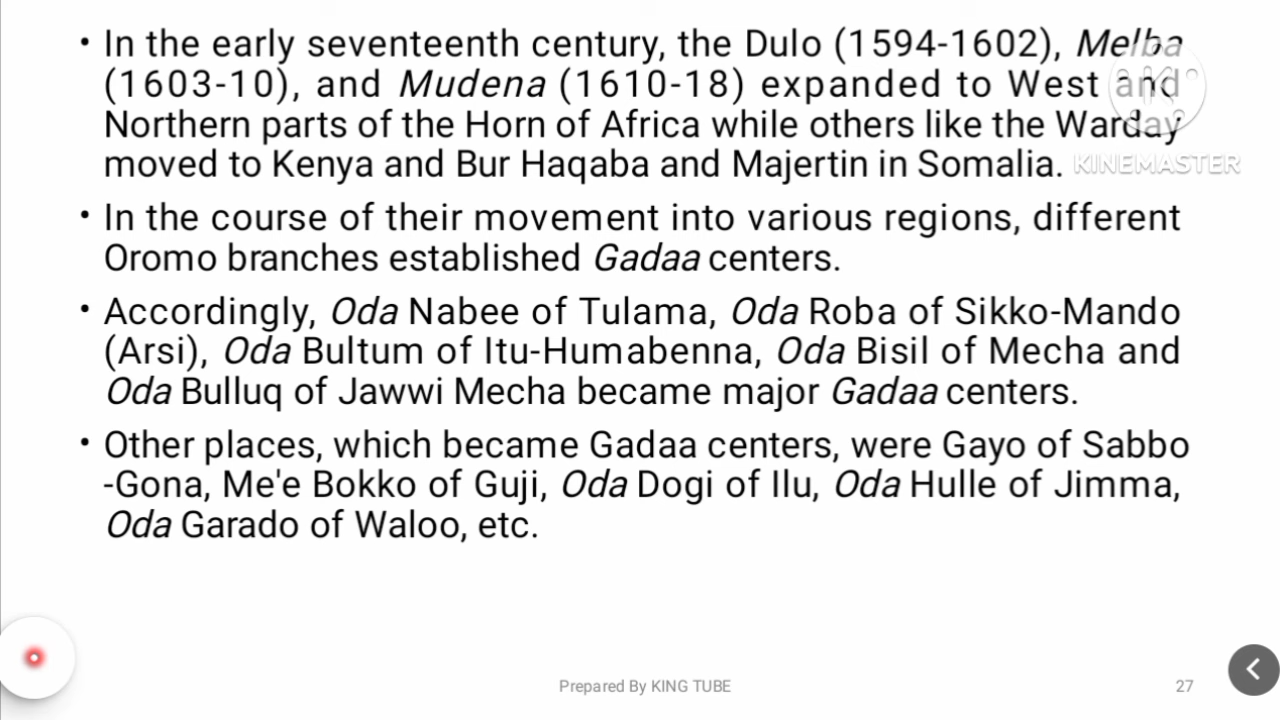 • In the early seventeenth century, the Dulo (1594-1602), Melba
(1603-10), and Mudena (1610-18) expanded to West and
Northern parts of the Horn of Africa while others like the Warday
moved to Kenya and Bur Haqaba and Majertin in Somalia.
KINEMASTER
• In the course of their movement into various regions, different
Oromo branches established Gadaa centers.
• Accordingly, Oda Nabee of Tulama, Oda Roba of Sikko-Mando
(Arsi), Oda Bultum of Itu-Humabenna, Oda Bisil of Mecha and
Oda Bulluq of Jawwi Mecha became major Gadaa centers.
• Other places, which became Gadaa centers, were Gayo of Sabbo
-Gona, Me'e Bokko of Guji, Oda Dogi of Ilu, Oda Hulle of Jimma,
Oda Garado of Waloo, etc.
Prepared By KING TUBE
27